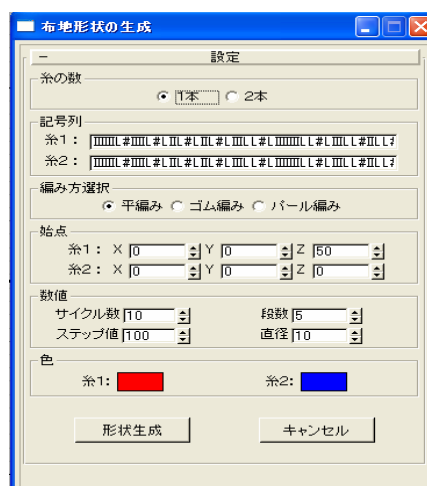 布地形状の生成
設定
糸の数
1本 2本
記号列
糸1：
糸2：
編み方選択
平編み ゴム編み パール編み
始点
糸1： X 0 Y 0 Z 50
糸2： X 0 Y 0 Z 0
数値
サイクル数 10 段数 5
ステップ値 100 直径 10
色
糸1: 糸2:
形状生成 キャンセル